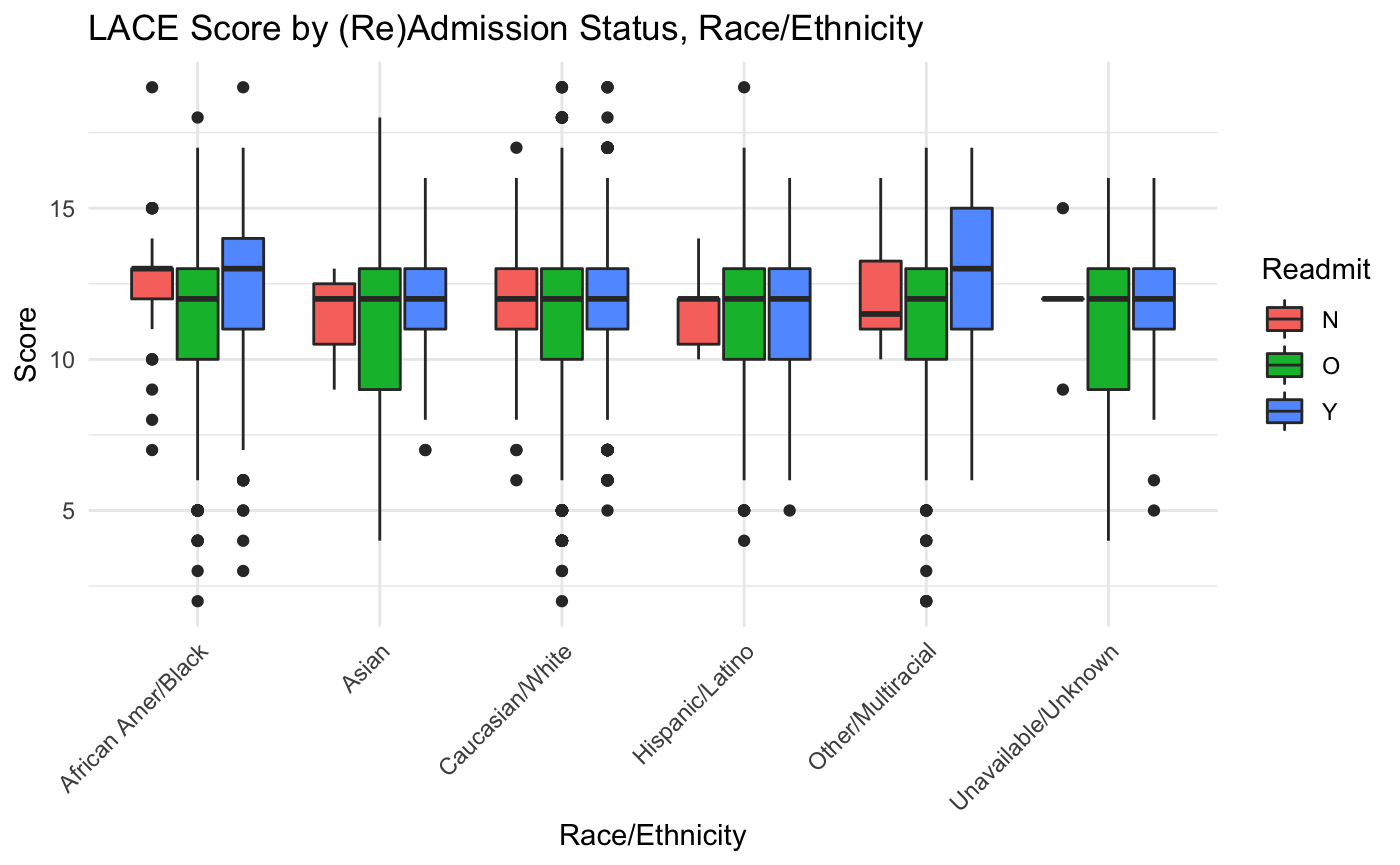 LACE Score by (Re)Admission Status, Race/Ethnicity
Score
15
10
5
African Amer/Black
Asian
Caucasian/White
Hispanic/Latino
Other/Multiracial
Unavailable/Unknown
Race/Ethnicity
Readmit
N
O
Y